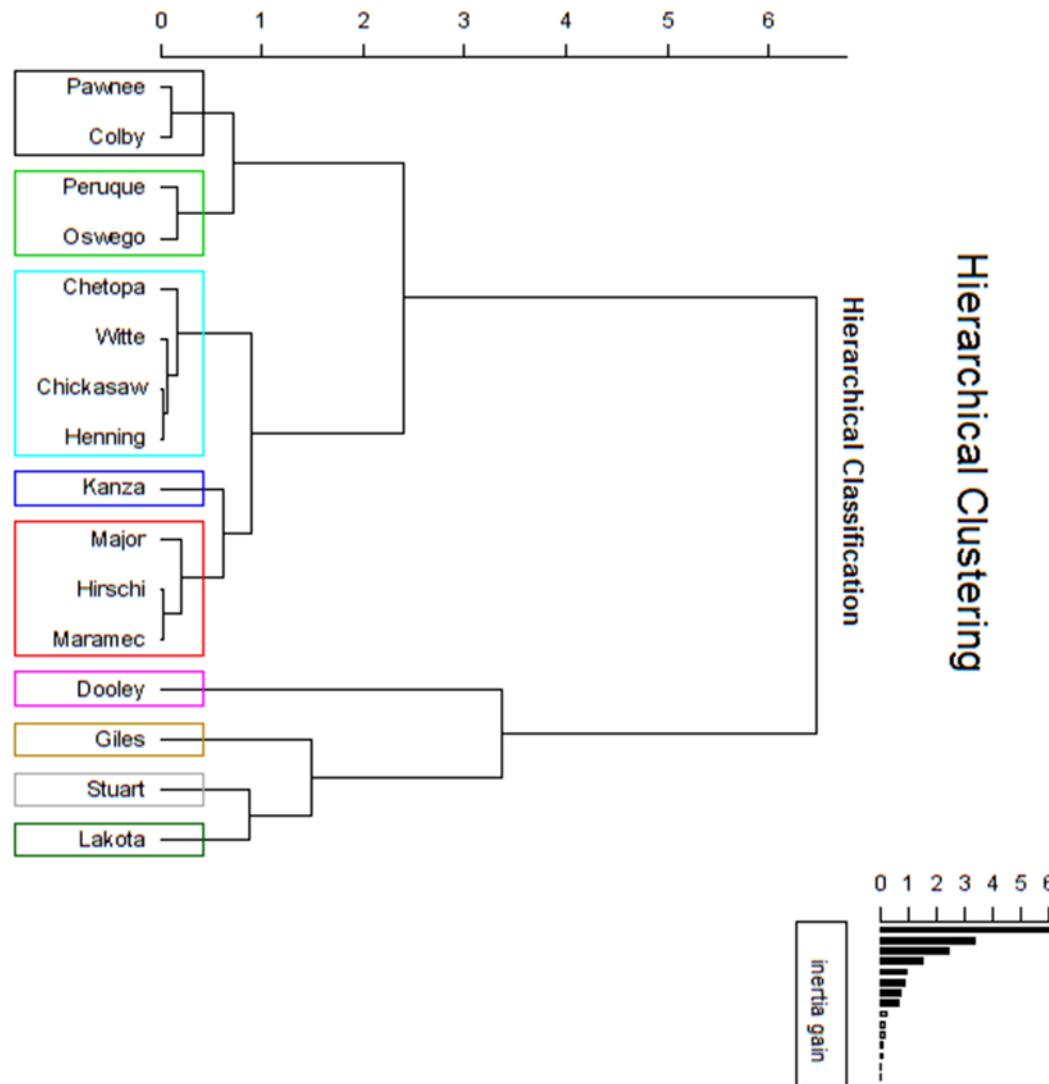 0 1 2 3 4 5 6
Pawnee
Colby
Peruque
Oswego
Chetopa
Witte
Chickasaw
Henning
Kanza
Major
Hirschi
Maramec
Dooley
Giles
Stuart
Lakota
Hierarchical Classification
Hierarchical Clustering
0 1 2 3 4 5 6
inertia gain